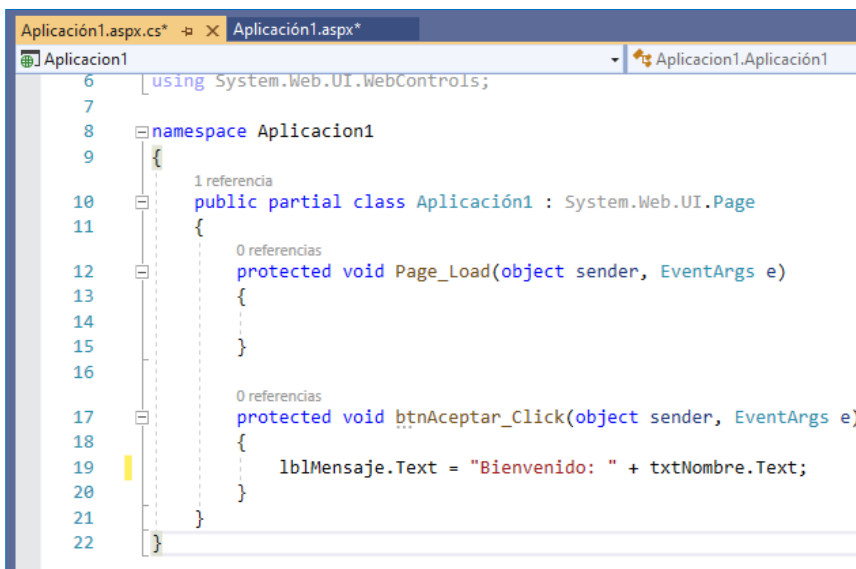 Aplicación1.aspx.cs* Aplicación1.aspx*
Aplicacion1 Aplicacion1.Aplicación1
6 using System.Web.UI.WebControls;
7
8 namespace Aplicacion1
9 {
1 referencia
10 public partial class Aplicación1 : System.Web.UI.Page
11 {
0 referencias
12 protected void Page_Load(object sender, EventArgs e)
13 {
14
15 }
16
0 referencias
17 protected void btnAceptar_Click(object sender, EventArgs e)
18 {
19 lblMensaje.Text = "Bienvenido: " + txtNombre.Text;
20 }
21 }
22 }